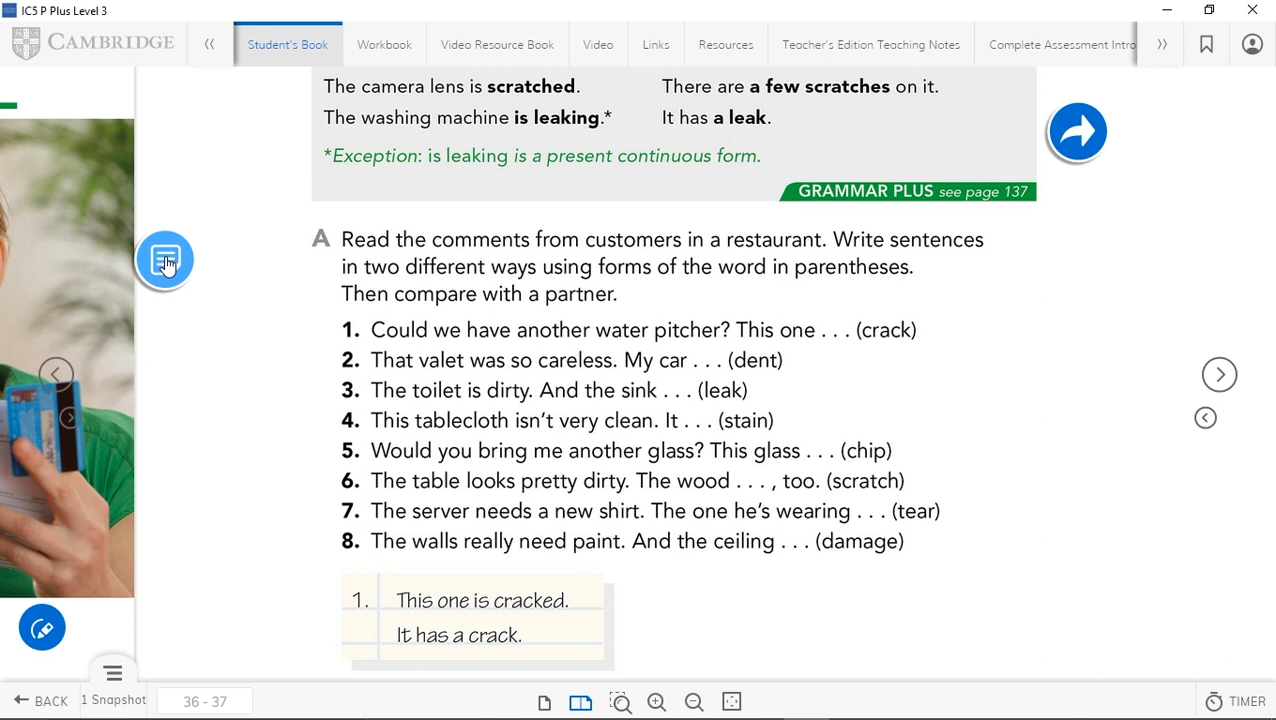 IC5 P Plus Level 3
CAMBRIDGE
Student's Book
Workbook
Video Resource Book
Video
Links
Resources
Teacher's Edition Teaching Notes
Complete Assessment Intro
The camera lens is scratched. There are a few scratches on it.
The washing machine is leaking.* It has a leak.
*Exception: is leaking is a present continuous form.
GRAMMAR PLUS see page 137
A Read the comments from customers in a restaurant. Write sentences
in two different ways using forms of the word in parentheses.
Then compare with a partner.
1. Could we have another water pitcher? This one . . . (crack)
2. That valet was so careless. My car . . . (dent)
3. The toilet is dirty. And the sink . . . (leak)
4. This tablecloth isn't very clean. It . . . (stain)
5. Would you bring me another glass? This glass . . . (chip)
6. The table looks pretty dirty. The wood . . . , too. (scratch)
7. The server needs a new shirt. The one he's wearing . . . (tear)
8. The walls really need paint. And the ceiling . . . (damage)
1. This one is cracked.
It has a crack.
BACK
1 Snapshot
36 - 37
TIMER